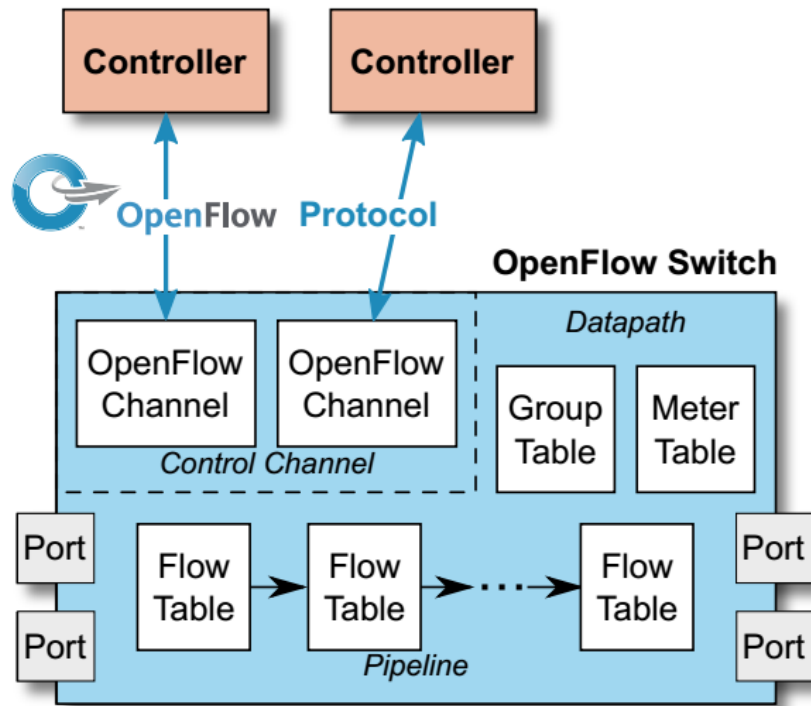 Controller
Controller
OpenFlow
Protocol
OpenFlow Switch
OpenFlow
Channel
OpenFlow
Channel
Control Channel
Datapath
Group
Table
Meter
Table
Port
Port
Flow
Table
Flow
Table
...
Flow
Table
Port
Port
Pipeline